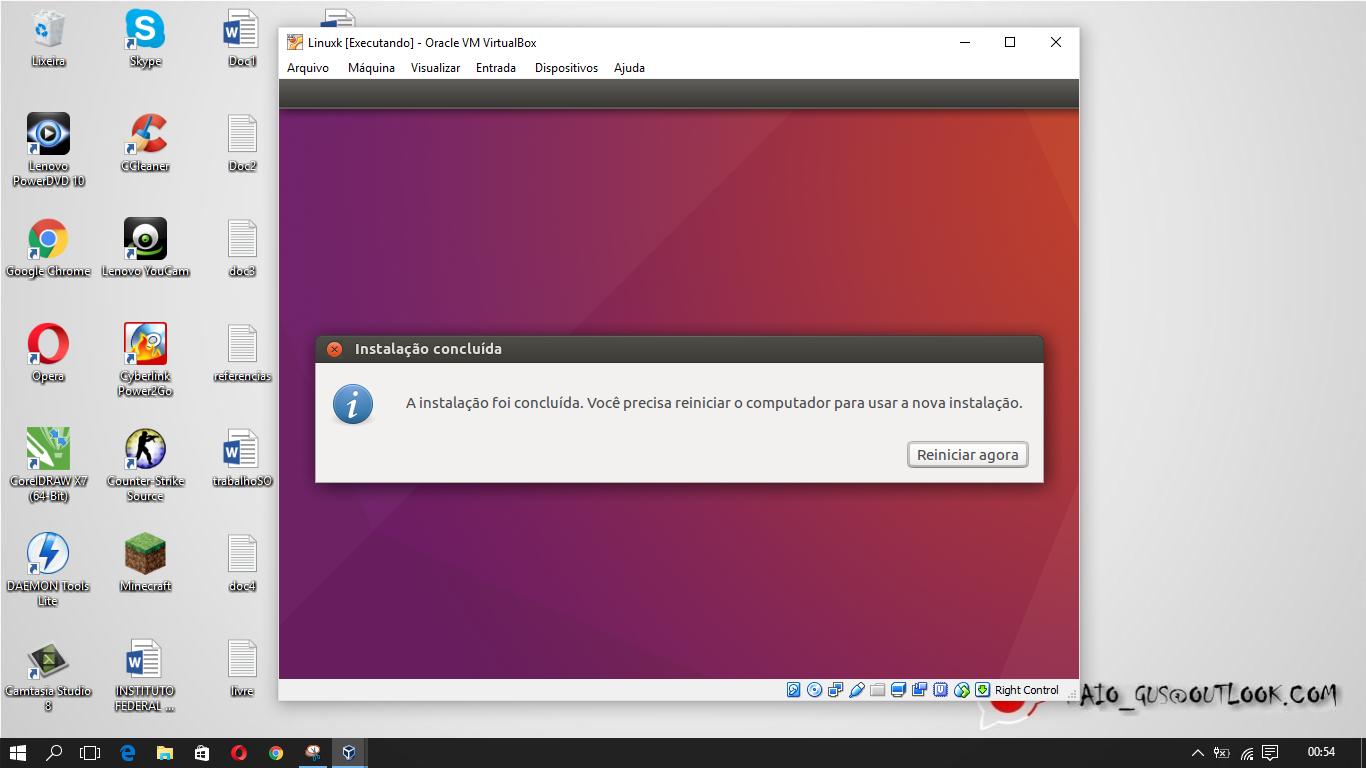 Lixeira
Skype
Doc1
Lenovo
PowerDVD 10
CCleaner
Doc2
Google Chrome
Lenovo YouCam
doc3
Opera
Cyberlink
Power2Go
referencias
CorelDRAW X7
(64-Bit)
Counter-Strike
Source
trabalhoSO
DAEMON Tools
Lite
Minecraft
doc4
Camtasia Studio
8
INSTITUTO
FEDERAL ...
livre
Linuxk [Executando] - Oracle VM VirtualBox
Arquivo Máquina Visualizar Entrada Dispositivos Ajuda
Instalação concluída
A instalação foi concluída. Você precisa reiniciar o computador para usar a nova instalação.
Reiniciar agora
Right Control
AIO_GUS@OUTLOOK.COM
00:54